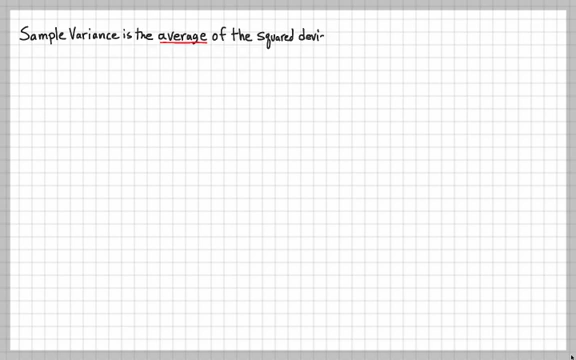 Sample Variance is the average of the squared devi-